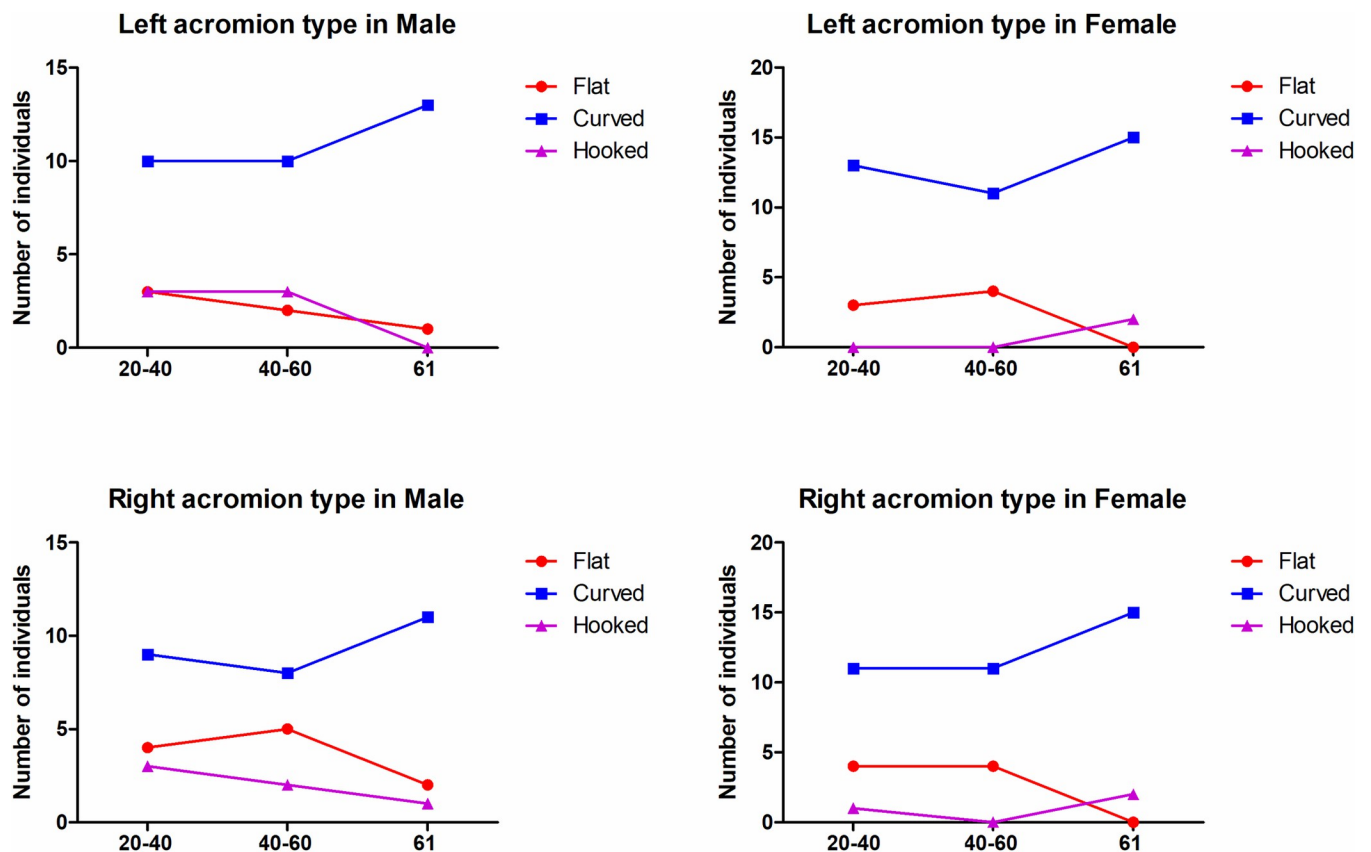 Left acromion type in Male
Number of individuals
15
10
5
0
20-40
40-60
61
Flat
Curved
Hooked
Left acromion type in Female
Number of individuals
20
15
10
5
0
20-40
40-60
61
Flat
Curved
Hooked
Right acromion type in Male
Number of individuals
15
10
5
0
20-40
40-60
61
Flat
Curved
Hooked
Right acromion type in Female
Number of individuals
20
15
10
5
0
20-40
40-60
61
Flat
Curved
Hooked